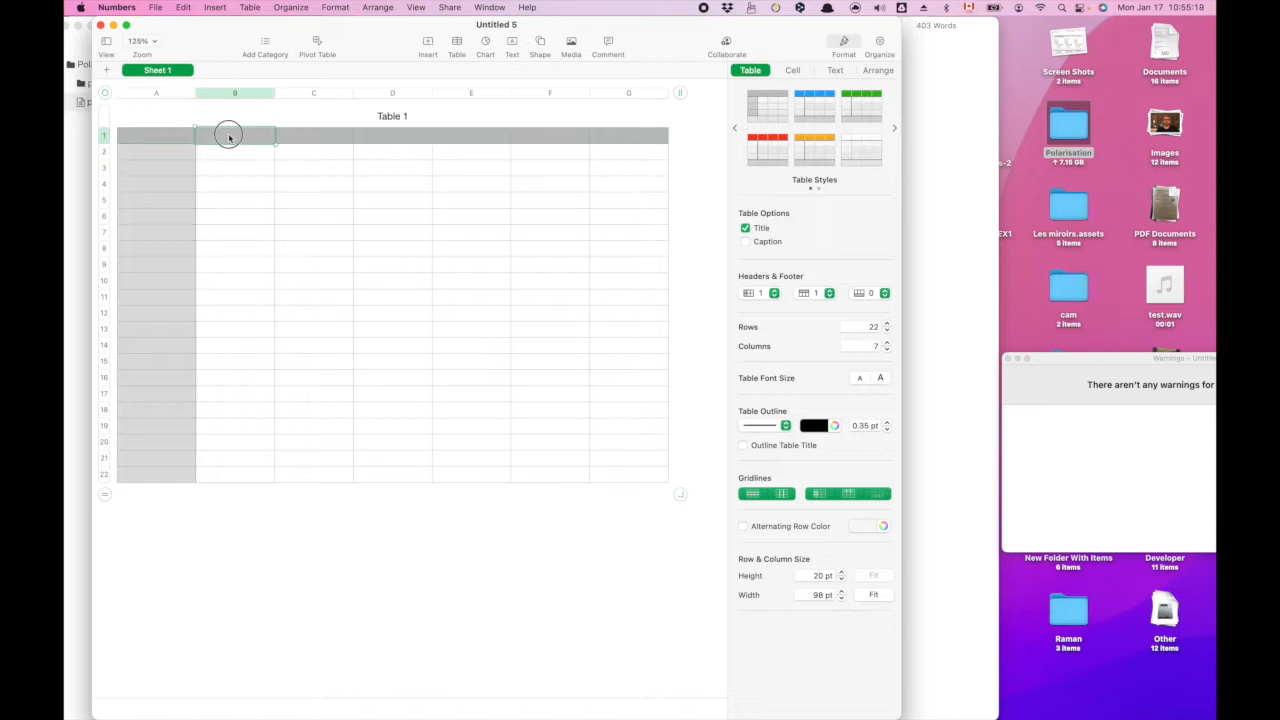 Numbers File Edit Insert Table Organize Format Arrange View Share Window Help
Mon Jan 17 10:55:18
Untitled 5
403 Words
125%
View Zoom Add Category Pivot Table Insert Table Chart Text Shape Media Comment Collaborate Format Organize
Sheet 1
Table Cell Text Arrange
A B C D E F G
Table 1
1
2
3
4
5
6
7
8
9
10
11
12
13
14
15
16
17
18
19
20
21
22
Table Styles
Table Options
Title
Caption
Headers & Footer
1 1 0
Rows 22
Columns 7
Table Font Size A A
Table Outline
0.35 pt
Outline Table Title
Gridlines
Alternating Row Color
Row & Column Size
Height 20 pt Fit
Width 98 pt Fit
Pol
p
p
s-2
EX1
Screen Shots
2 items
Documents
16 items
Polarisation
↑ 7.15 GB
Images
12 items
Les miroirs.assets
5 items
PDF Documents
8 items
cam
2 items
test.wav
00:01
Warnings – Untitle
There aren't any warnings for
New Folder With Items
6 items
Developer
11 items
Raman
3 items
Other
12 items